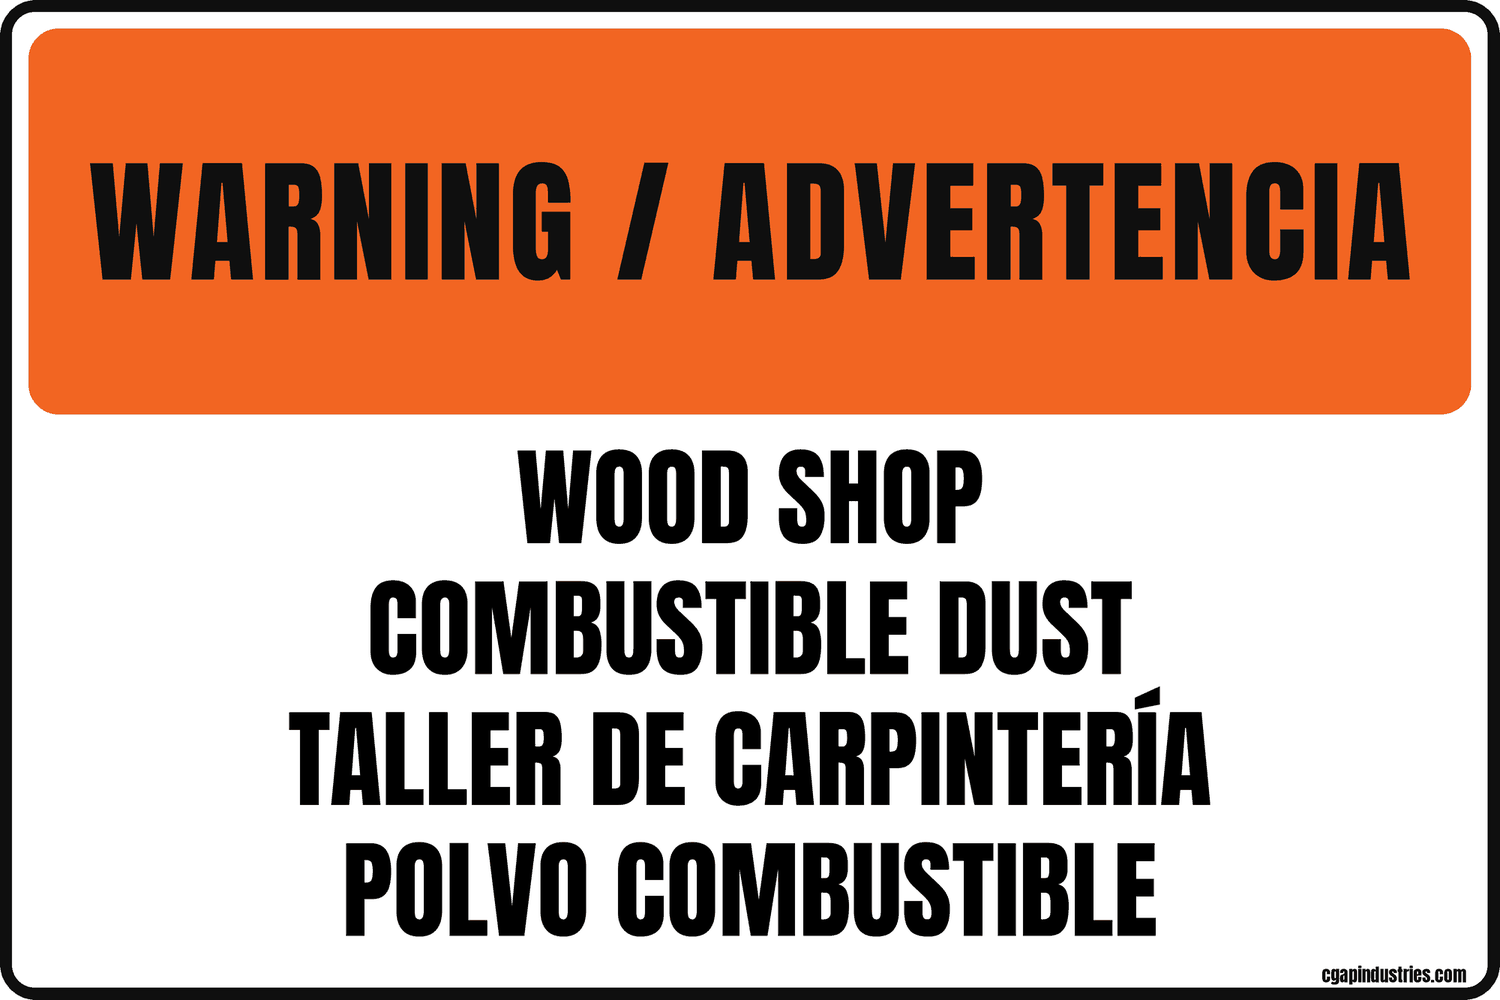 WARNING / ADVERTENCIA
WOOD SHOP
COMBUSTIBLE DUST
TALLER DE CARPINTERÍA
POLVO COMBUSTIBLE
cgapindustries.com